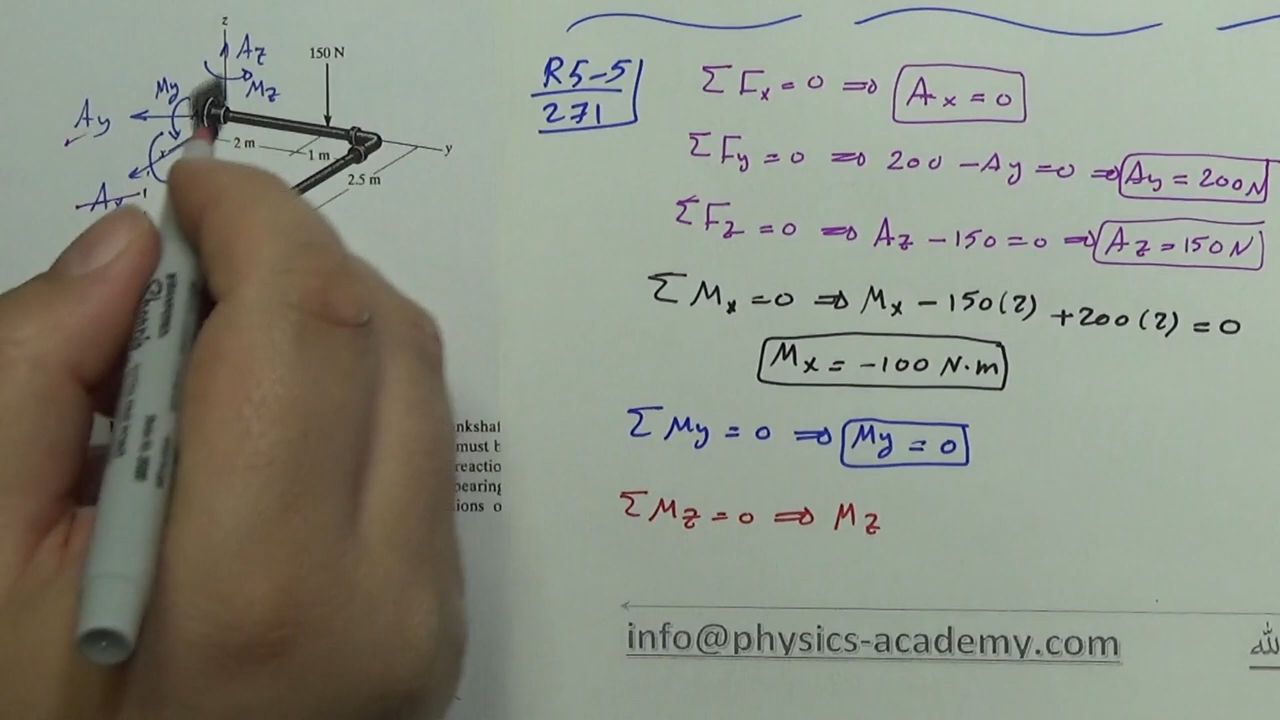 z
Az
150 N
My
Mz
Ay
2 m
1 m
y
2.5 m
x
R5-5
271
ΣFx = 0 ⇒ Ax = 0
ΣFy = 0 ⇒ 200 - Ay = 0 ⇒ Ay = 200N
ΣFz = 0 ⇒ Az - 150 = 0 ⇒ Az = 150N
ΣMx = 0 ⇒ Mx - 150(2) + 200(2) = 0
Mx = -100 N·m
ΣMy = 0 ⇒ My = 0
ΣMz = 0 ⇒ Mz
info@physics-academy.com
لله